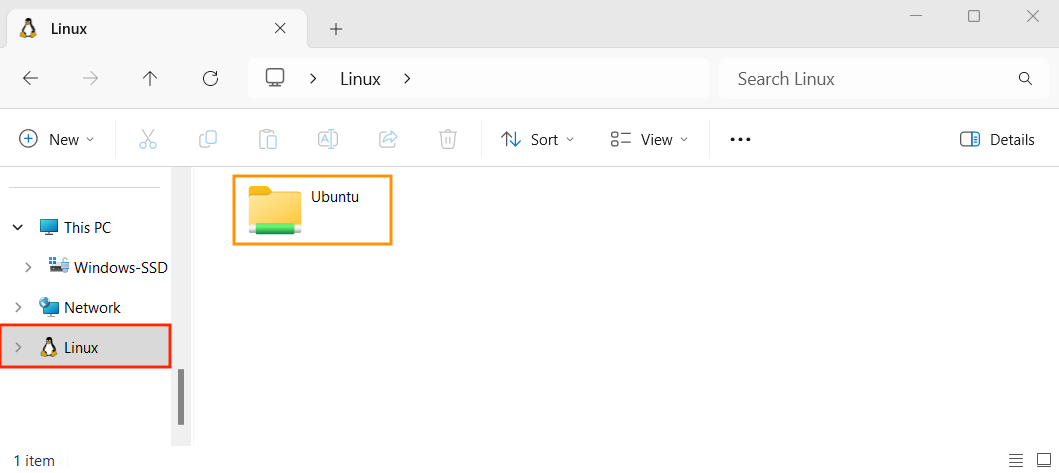 Linux
Linux
Search Linux
New
Sort
View
Details
This PC
Windows-SSD
Network
Linux
Ubuntu
1 item